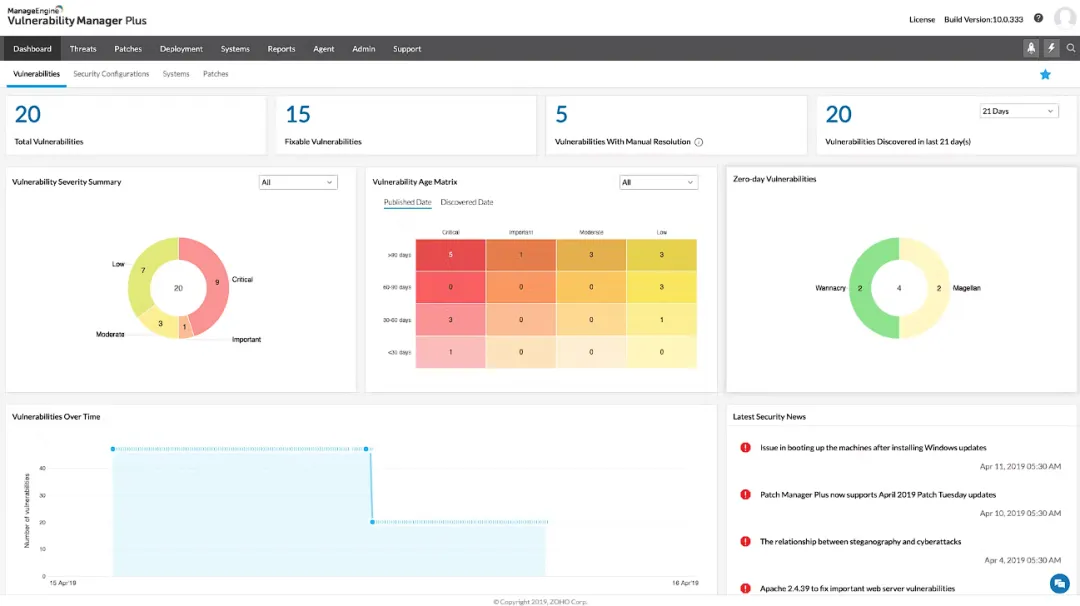 ManageEngine
Vulnerability Manager Plus
License Build Version:10.0.333
Dashboard Threats Patches Deployment Systems Reports Agent Admin Support
Vulnerabilities Security Configurations Systems Patches
20
Total Vulnerabilities
15
Fixable Vulnerabilities
5
Vulnerabilities With Manual Resolution
20
21 Days
Vulnerabilities Discovered in last 21 day(s)
Vulnerability Severity Summary
All
Low
7
20
9
Critical
3
1
Moderate
Important
Vulnerability Age Matrix
All
Published Date Discovered Date
Critical Important Moderate Low
>90 days 5 1 3 3
60-90 days 0 0 0 3
30-60 days 3 0 0 1
<30 days 1 0 0 0
Zero-day Vulnerabilities
Wannacry 2 4 2 Magellan
Vulnerabilities Over Time
Number of vulnerabilities
40
30
20
10
0
15 Apr'19 16 Apr'19
Latest Security News
Issue in booting up the machines after installing Windows updates
Apr 11, 2019 05:30 AM
Patch Manager Plus now supports April 2019 Patch Tuesday updates
Apr 10, 2019 05:30 AM
The relationship between steganography and cyberattacks
Apr 4, 2019 05:30 AM
Apache 2.4.39 to fix important web server vulnerabilities
© Copyright 2019, ZOHO Corp.